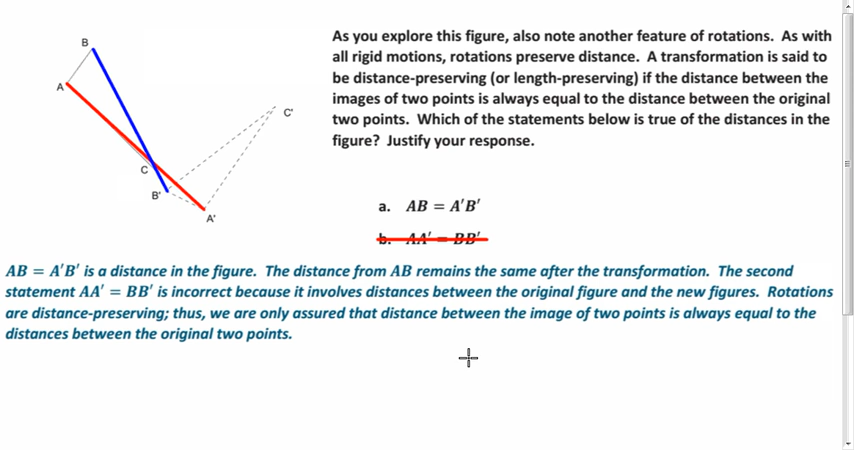 B
A
C
B'
A'
C'
As you explore this figure, also note another feature of rotations. As with
all rigid motions, rotations preserve distance. A transformation is said to
be distance-preserving (or length-preserving) if the distance between the
images of two points is always equal to the distance between the original
two points. Which of the statements below is true of the distances in the
figure? Justify your response.
a. AB = A′B′
b. AA′ = BB′
AB = A′B′ is a distance in the figure. The distance from AB remains the same after the transformation. The second
statement AA′ = BB′ is incorrect because it involves distances between the original figure and the new figures. Rotations
are distance-preserving; thus, we are only assured that distance between the image of two points is always equal to the
distances between the original two points.